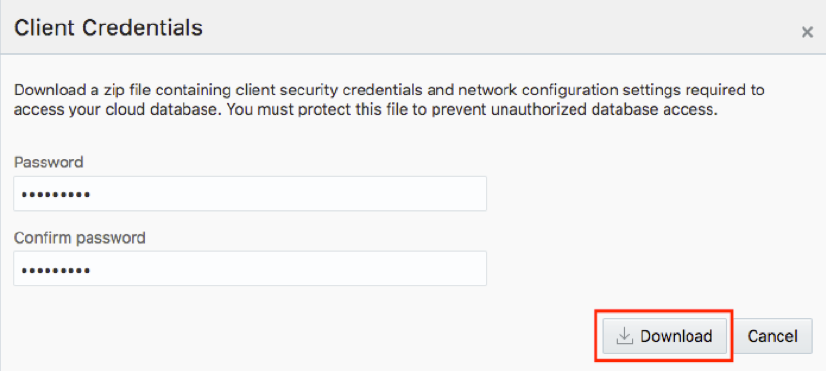 Client Credentials
×
Download a zip file containing client security credentials and network configuration settings required to
access your cloud database. You must protect this file to prevent unauthorized database access.
Password
•••••••••
Confirm password
•••••••••
Download Cancel